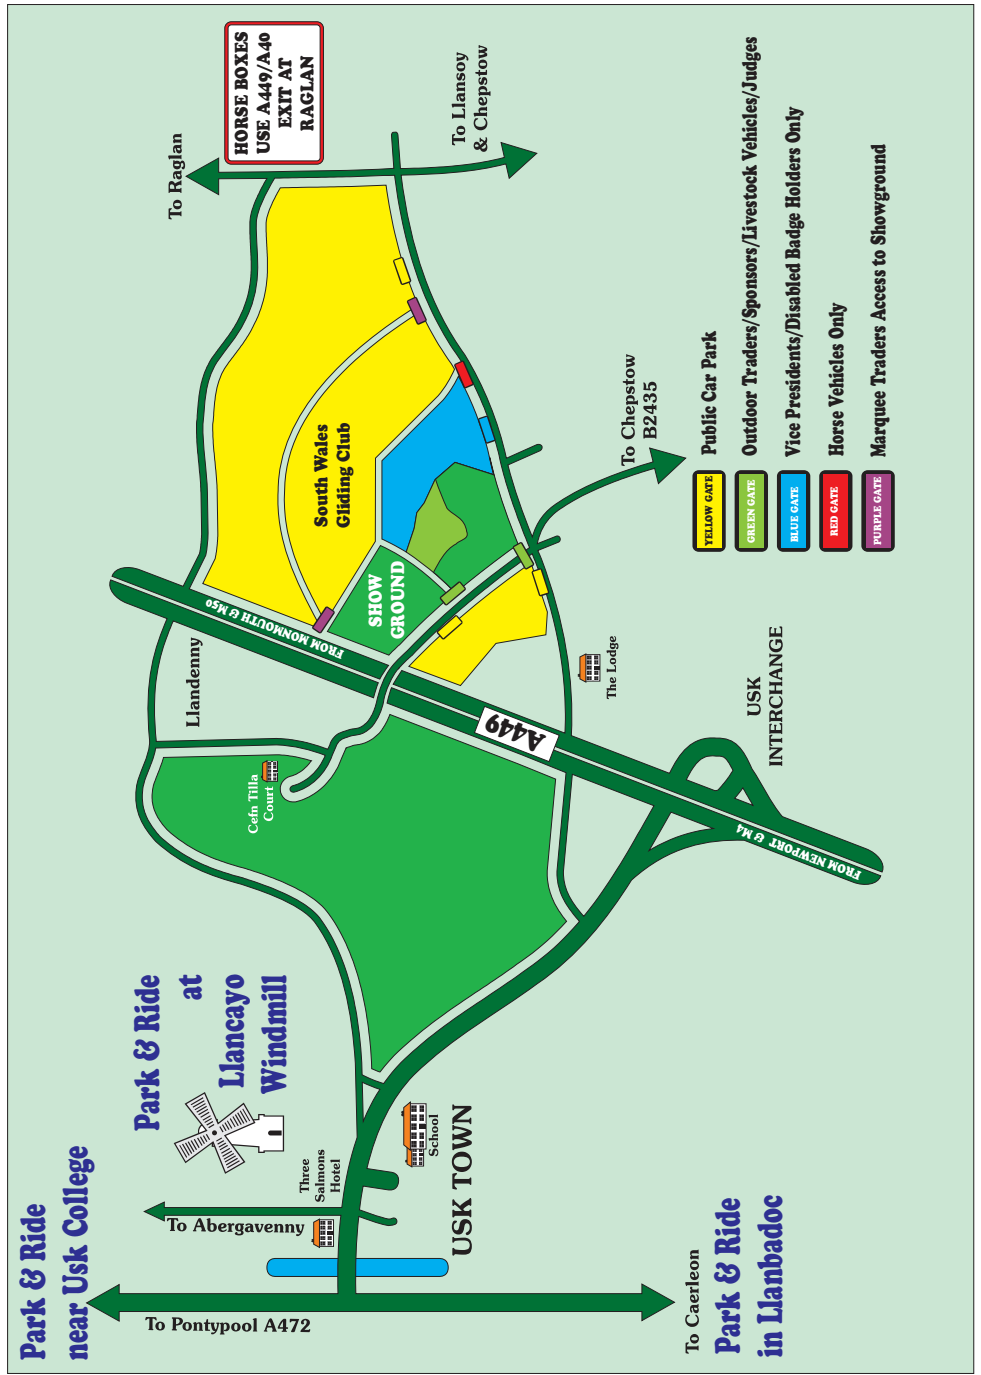 Park & Ride
near Usk College
To Pontypool A472
To Abergavenny
Three
Salmons
Hotel
Park & Ride
at
Llancayo
Windmill
USK TOWN
School
To Caerleon
Park & Ride
in Llanbadoc
Cefn Tilla
Court
Llandenny
FROM MONMOUTH & M50
A449
FROM NEWPORT & M4
USK
INTERCHANGE
The Lodge
SHOW
GROUND
South Wales
Gliding Club
To Raglan
HORSE BOXES
USE A449/A40
EXIT AT
RAGLAN
To Llansoy
& Chepstow
To Chepstow
B2435
YELLOW GATE Public Car Park
GREEN GATE Outdoor Traders/Sponsors/Livestock Vehicles/Judges
BLUE GATE Vice Presidents/Disabled Badge Holders Only
RED GATE Horse Vehicles Only
PURPLE GATE Marquee Traders Access to Showground